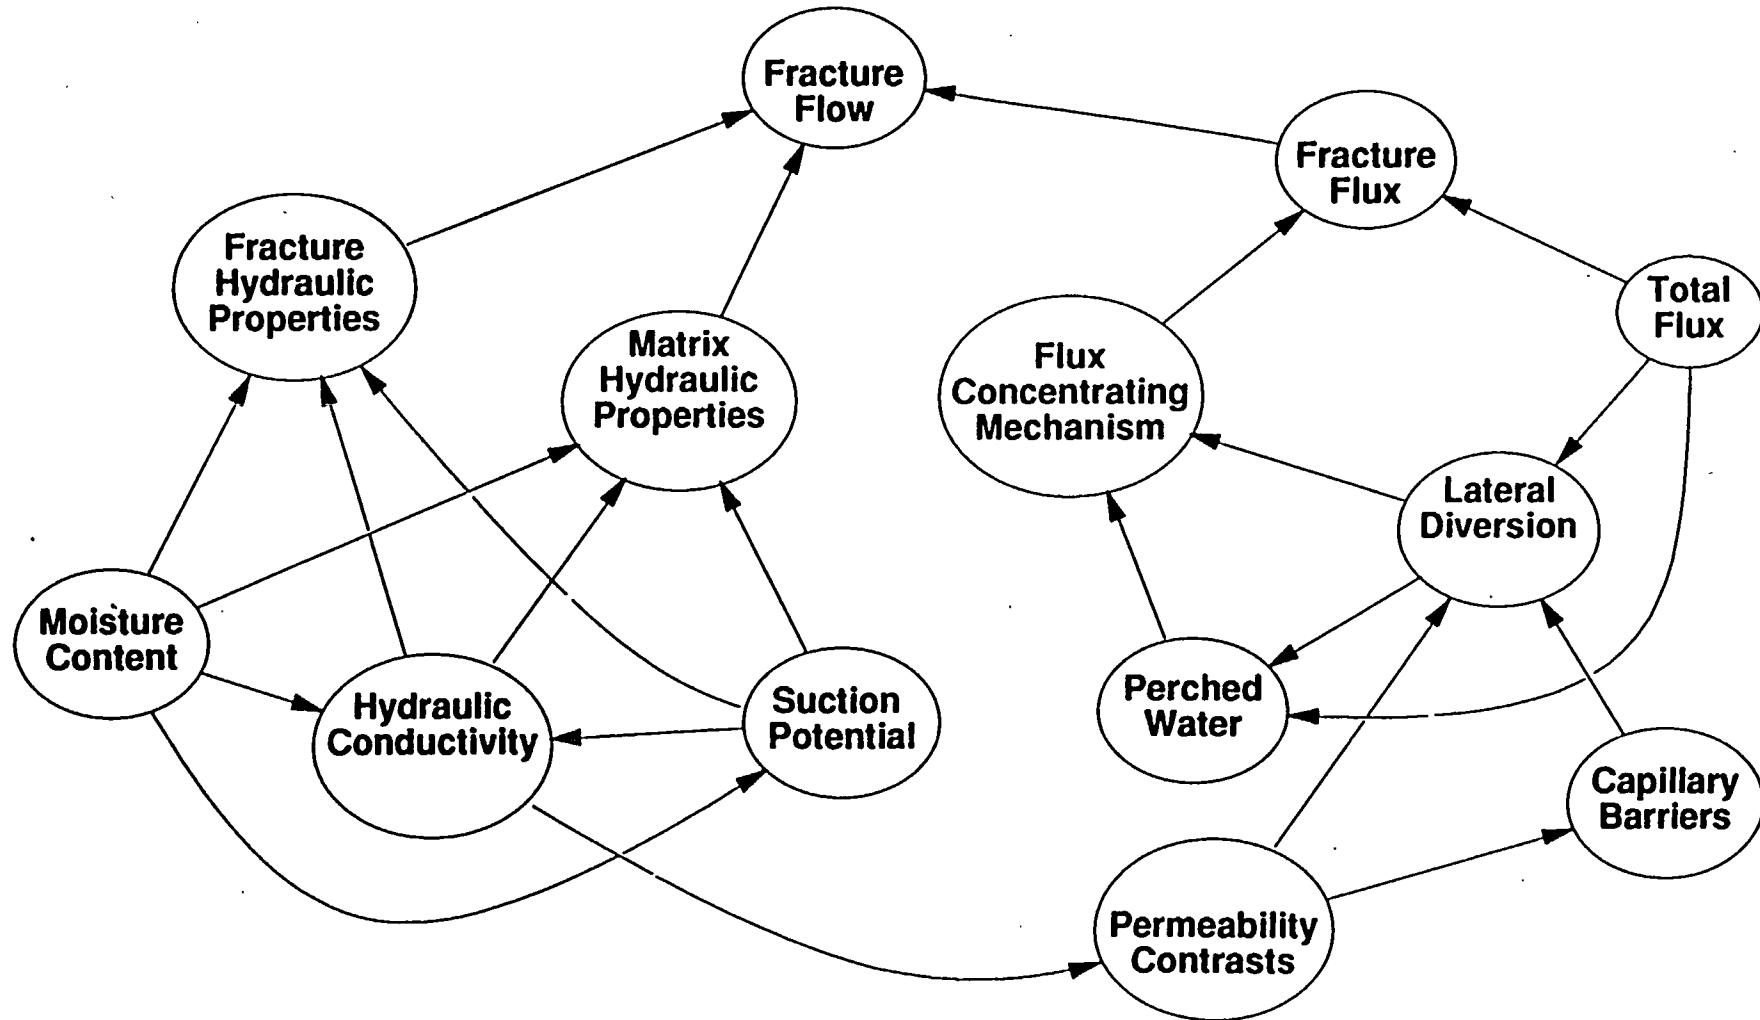 Fracture
Flow
Fracture
Flux
Fracture
Hydraulic
Properties
Total
Flux
Matrix
Hydraulic
Properties
Flux
Concentrating
Mechanism
Lateral
Diversion
Moisture
Content
Hydraulic
Conductivity
Suction
Potential
Perched
Water
Capillary
Barriers
Permeability
Contrasts